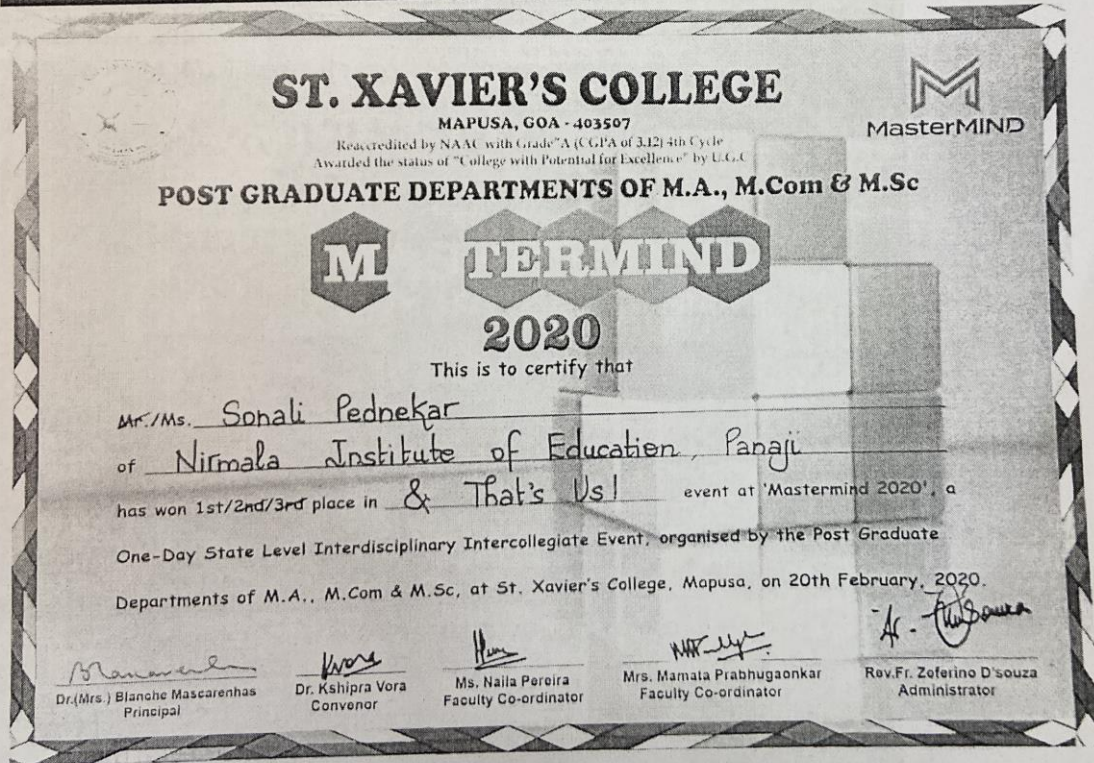 ST. XAVIER'S COLLEGE
MAPUSA, GOA - 403507
MasterMIND
Reaccredited by NAAC with Grade"A (CGPA of 3.12) 4th Cycle
Awarded the status of "College with Potential for Excellence" by U.G.C
POST GRADUATE DEPARTMENTS OF M.A., M.Com & M.Sc
M TERMIND
2020
This is to certify that
Mr./Ms. Sonali Pednekar
of Nirmala Institute of Education, Panaji
has won 1st/2nd/3rd place in & That's Us! event at 'Mastermind 2020', a
One-Day State Level Interdisciplinary Intercollegiate Event, organised by the Post Graduate
Departments of M.A., M.Com & M.Sc, at St. Xavier's College, Mapusa, on 20th February, 2020.
Dr.(Mrs.) Blanche Mascarenhas
Principal
Dr. Kshipra Vora
Convenor
Ms. Naila Pereira
Faculty Co-ordinator
Mrs. Mamata Prabhugaonkar
Faculty Co-ordinator
Rev.Fr. Zeferino D'souza
Administrator